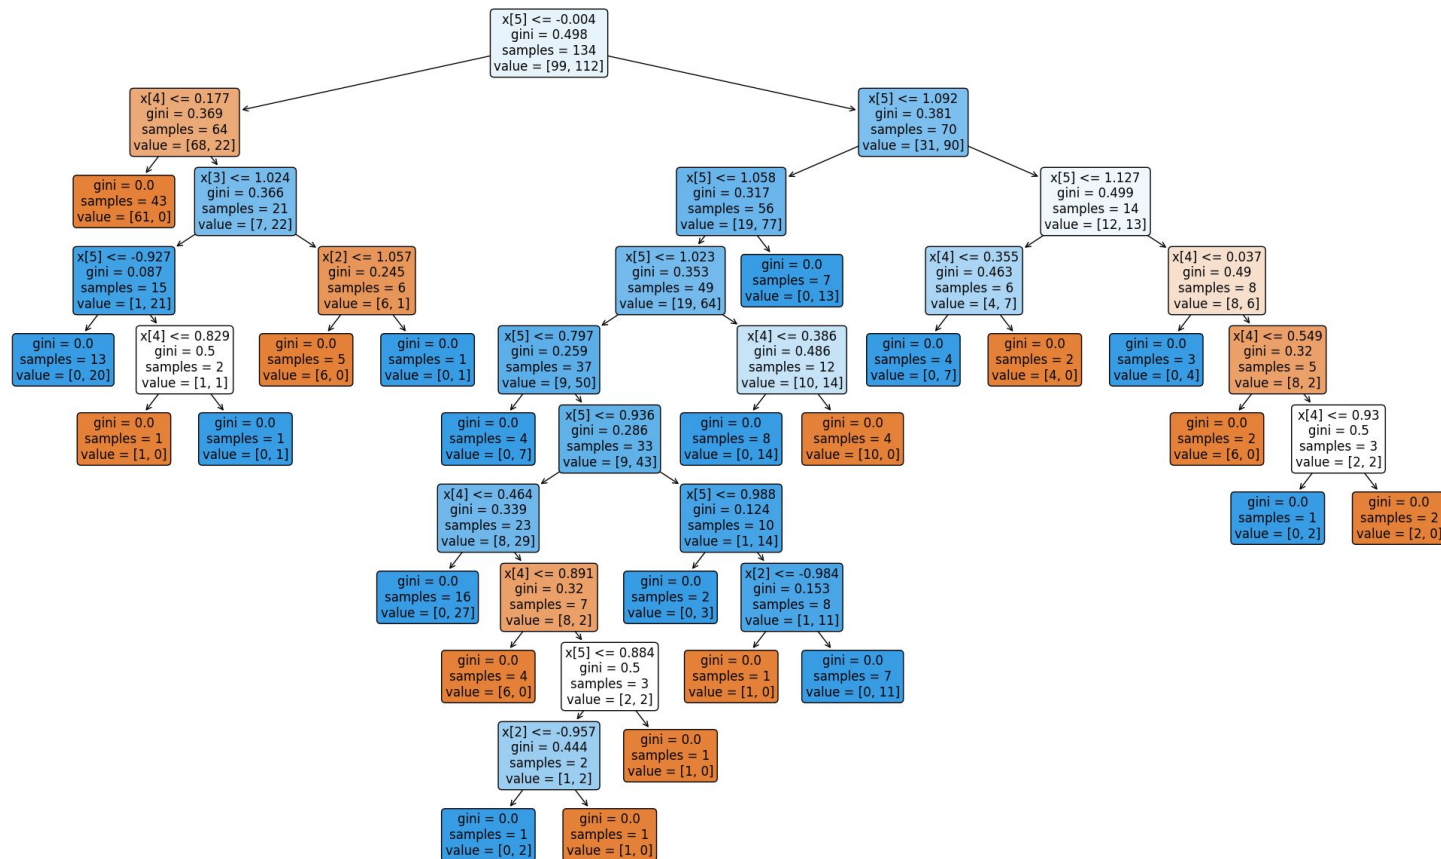 x[5] <= -0.004
gini = 0.498
samples = 134
value = [99, 112]
x[4] <= 0.177
gini = 0.369
samples = 64
value = [68, 22]
x[5] <= 1.092
gini = 0.381
samples = 70
value = [31, 90]
gini = 0.0
samples = 43
value = [61, 0]
x[3] <= 1.024
gini = 0.366
samples = 21
value = [7, 22]
x[5] <= 1.058
gini = 0.317
samples = 56
value = [19, 77]
x[5] <= 1.127
gini = 0.499
samples = 14
value = [12, 13]
x[5] <= -0.927
gini = 0.087
samples = 15
value = [1, 21]
x[2] <= 1.057
gini = 0.245
samples = 6
value = [6, 1]
x[5] <= 1.023
gini = 0.353
samples = 49
value = [19, 64]
gini = 0.0
samples = 7
value = [0, 13]
x[4] <= 0.355
gini = 0.463
samples = 6
value = [4, 7]
x[4] <= 0.037
gini = 0.49
samples = 8
value = [8, 6]
gini = 0.0
samples = 13
value = [0, 20]
x[4] <= 0.829
gini = 0.5
samples = 2
value = [1, 1]
gini = 0.0
samples = 5
value = [6, 0]
gini = 0.0
samples = 1
value = [0, 1]
x[5] <= 0.797
gini = 0.259
samples = 37
value = [9, 50]
x[4] <= 0.386
gini = 0.486
samples = 12
value = [10, 14]
gini = 0.0
samples = 4
value = [0, 7]
gini = 0.0
samples = 2
value = [4, 0]
gini = 0.0
samples = 3
value = [0, 4]
x[4] <= 0.549
gini = 0.32
samples = 5
value = [8, 2]
gini = 0.0
samples = 1
value = [1, 0]
gini = 0.0
samples = 1
value = [0, 1]
gini = 0.0
samples = 4
value = [0, 7]
x[5] <= 0.936
gini = 0.286
samples = 33
value = [9, 43]
gini = 0.0
samples = 8
value = [0, 14]
gini = 0.0
samples = 4
value = [10, 0]
gini = 0.0
samples = 2
value = [6, 0]
x[4] <= 0.93
gini = 0.5
samples = 3
value = [2, 2]
x[4] <= 0.464
gini = 0.339
samples = 23
value = [8, 29]
x[5] <= 0.988
gini = 0.124
samples = 10
value = [1, 14]
gini = 0.0
samples = 1
value = [0, 2]
gini = 0.0
samples = 2
value = [2, 0]
gini = 0.0
samples = 16
value = [0, 27]
x[4] <= 0.891
gini = 0.32
samples = 7
value = [8, 2]
gini = 0.0
samples = 2
value = [0, 3]
x[2] <= -0.984
gini = 0.153
samples = 8
value = [1, 11]
gini = 0.0
samples = 4
value = [6, 0]
x[5] <= 0.884
gini = 0.5
samples = 3
value = [2, 2]
gini = 0.0
samples = 1
value = [1, 0]
gini = 0.0
samples = 7
value = [0, 11]
x[2] <= -0.957
gini = 0.444
samples = 2
value = [1, 2]
gini = 0.0
samples = 1
value = [1, 0]
gini = 0.0
samples = 1
value = [0, 2]
gini = 0.0
samples = 1
value = [1, 0]